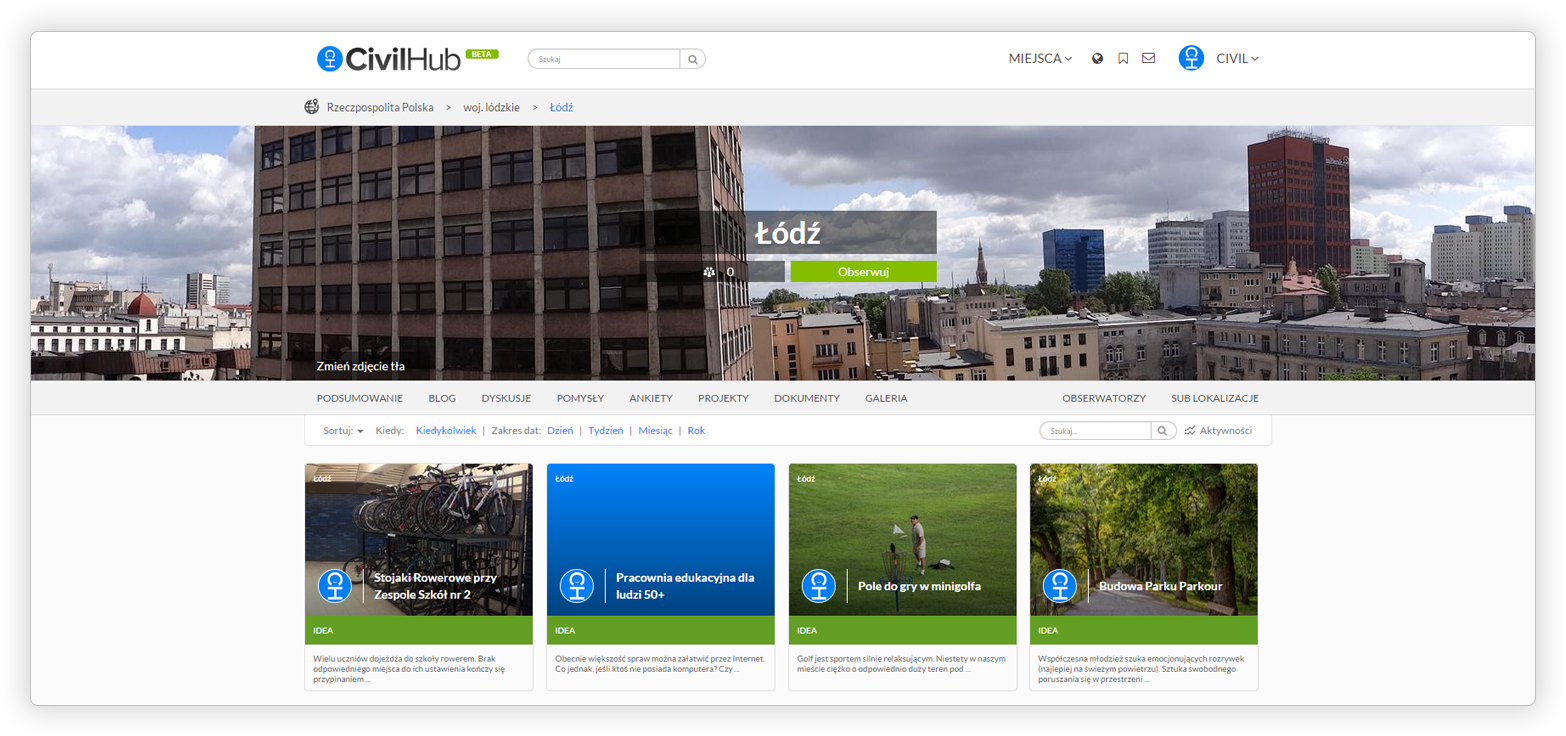 CivilHub BETA
Szukaj
MIEJSCA
CIVIL
Rzeczpospolita Polska > woj. lódzkie > Łódź
Łódź
0
Obserwuj
Zmień zdjęcie tła
PODSUMOWANIE BLOG DYSKUSJE POMYSŁY ANKIETY PROJEKTY DOKUMENTY GALERIA OBSERWATORZY SUB LOKALIZACJE
Sortuj: Kiedy: Kiedykolwiek | Zakres dat: Dzień | Tydzień | Miesiąc | Rok
Szukaj...
Aktywności
Łódź
Stojaki Rowerowe przy
Zespole Szkół nr 2
IDEA
Wielu uczniów dojeżdża do szkoły rowerem. Brak
odpowiedniego miejsca do ich ustawienia kończy się
przypinaniem ...
Łódź
Pracownia edukacyjna dla
ludzi 50+
IDEA
Obecnie większość spraw można załatwić przez Internet.
Co jednak, jeśli ktoś nie posiada komputera? Czy ...
Łódź
Pole do gry w minigolfa
IDEA
Golf jest sportem silnie relaksującym. Niestety w naszym
mieście ciężko o odpowiednio duży teren pod ...
Łódź
Budowa Parku Parkour
IDEA
Współczesna młodzież szuka emocjonujących rozrywek
(najlepiej na świeżym powietrzu). Sztuka swobodnego
poruszania się w przestrzeni ...